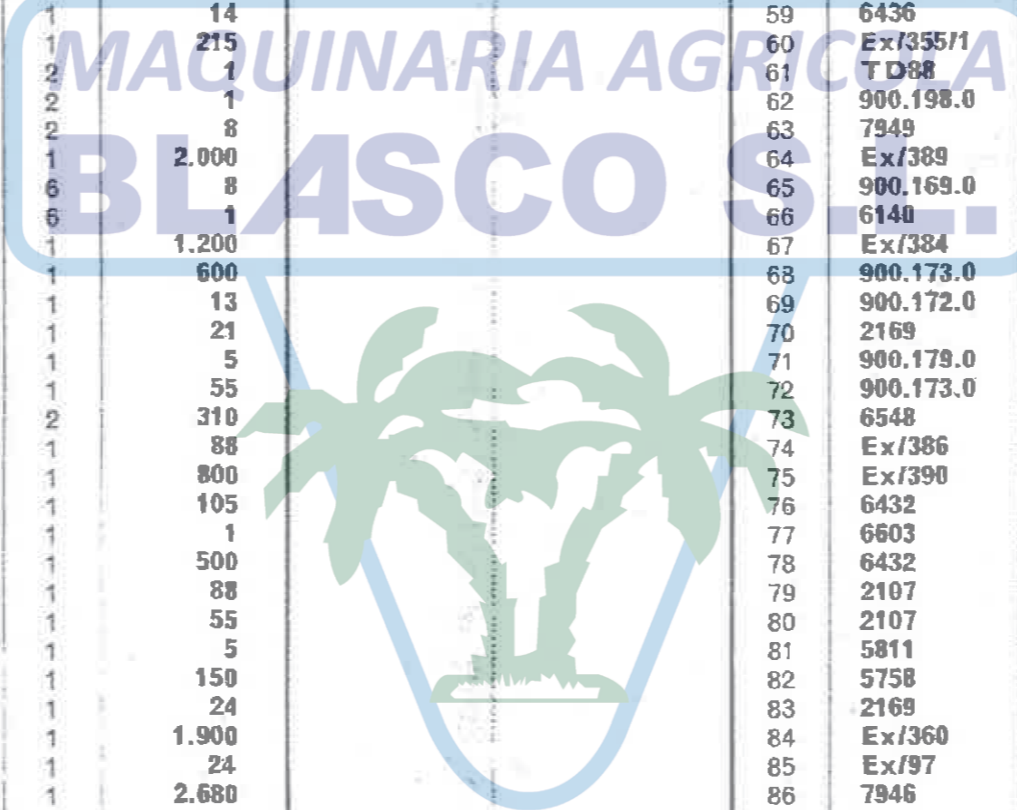 1 14 59 6436
1 215 60 Ex/355/1
2 1 61 TD88
2 1 62 900.198.0
2 8 63 7949
1 2.000 64 Ex/389
6 8 65 900.169.0
6 1 66 6140
1 1.200 67 Ex/384
1 600 68 900.173.0
1 13 69 900.172.0
1 21 70 2169
1 5 71 900.179.0
1 55 72 900.173.0
2 310 73 6548
1 88 74 Ex/386
1 800 75 Ex/390
1 105 76 6432
1 1 77 6603
1 500 78 6432
1 88 79 2107
1 55 80 2107
1 5 81 5811
1 150 82 5758
1 24 83 2169
1 1.900 84 Ex/360
1 24 85 Ex/97
1 2.680 86 7946
MAQUINARIA AGRICOLA
BLASCO S.L.